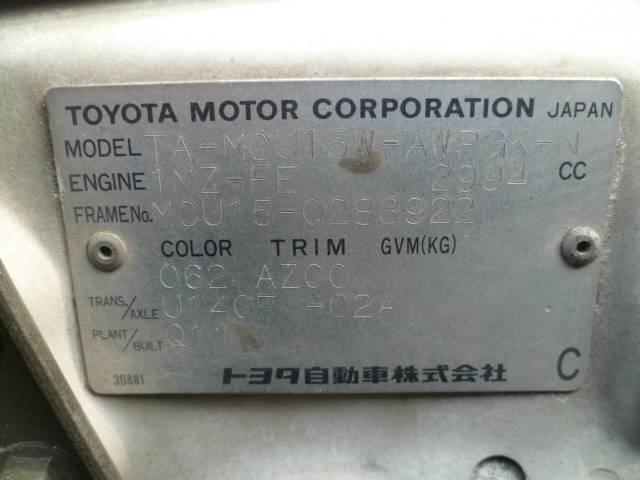 TOYOTA MOTOR CORPORATION JAPAN
MODEL TA-MCU15W-AWPGK-N
ENGINE 1MZ-FE 2994 CC
FRAME No. MCU15-0283922
COLOR TRIM GVM(KG)
062 AZ00
TRANS./AXLE U140F -02A
PLANT/BUILT Q11
30881 トヨタ自動車株式会社 C